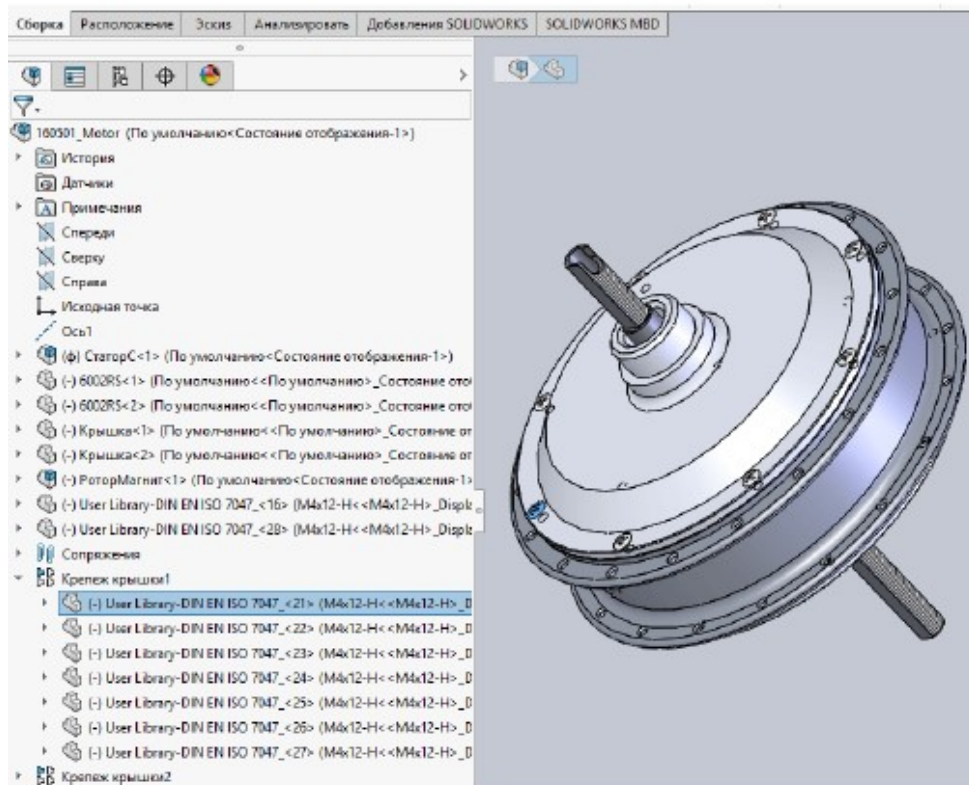 Сборка Расположение Эскиз Анализировать Добавления SOLIDWORKS SOLIDWORKS MBD
160501_Motor (По умолчанию<Состояние отображения-1>)
История
Датчики
Примечания
Спереди
Сверху
Справа
Исходная точка
Ось1
(ф) СтаторС<1> (По умолчанию<Состояние отображения-1>)
(-) 6002RS<1> (По умолчанию<<По умолчанию>_Состояние ото
(-) 6002RS<2> (По умолчанию<<По умолчанию>_Состояние ото
(-) Крышка<1> (По умолчанию<<По умолчанию>_Состояние от
(-) Крышка<2> (По умолчанию<<По умолчанию>_Состояние от
(-) РоторМагнит<1> (По умолчанию<Состояние отображения-1>
(-) User Library-DIN EN ISO 7047_<16> (M4x12-H<<M4x12-H>_Displa
(-) User Library-DIN EN ISO 7047_<28> (M4x12-H<<M4x12-H>_Displa
Сопряжения
Крепеж крышки1
(-) User Library-DIN EN ISO 7047_<21> (M4x12-H<<M4x12-H>_D
(-) User Library-DIN EN ISO 7047_<22> (M4x12-H<<M4x12-H>_D
(-) User Library-DIN EN ISO 7047_<23> (M4x12-H<<M4x12-H>_D
(-) User Library-DIN EN ISO 7047_<24> (M4x12-H<<M4x12-H>_D
(-) User Library-DIN EN ISO 7047_<25> (M4x12-H<<M4x12-H>_D
(-) User Library-DIN EN ISO 7047_<26> (M4x12-H<<M4x12-H>_D
(-) User Library-DIN EN ISO 7047_<27> (M4x12-H<<M4x12-H>_D
Крепеж крышки2